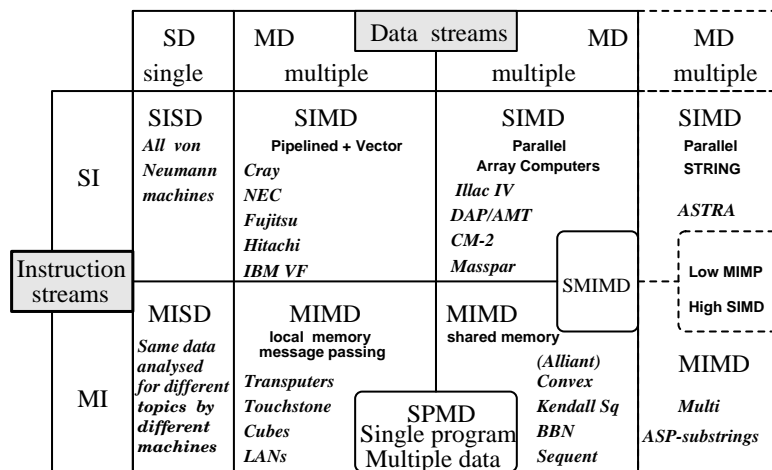 SD
single
MD
multiple
Data streams
MD
multiple
MD
multiple
SI
SISD
All von
Neumann
machines
SIMD
Pipelined + Vector
Cray
NEC
Fujitsu
Hitachi
IBM VF
SIMD
Parallel
Array Computers
Illac IV
DAP/AMT
CM-2
Masspar
SIMD
Parallel
STRING
ASTRA
Instruction
streams
SMIMD
Low MIMP
High SIMD
MI
MISD
Same data
analysed
for different
topics by
different
machines
MIMD
local memory
message passing
Transputers
Touchstone
Cubes
LANs
SPMD
Single program
Multiple data
MIMD
shared memory
(Alliant)
Convex
Kendall Sq
BBN
Sequent
MIMD
Multi
ASP-substrings